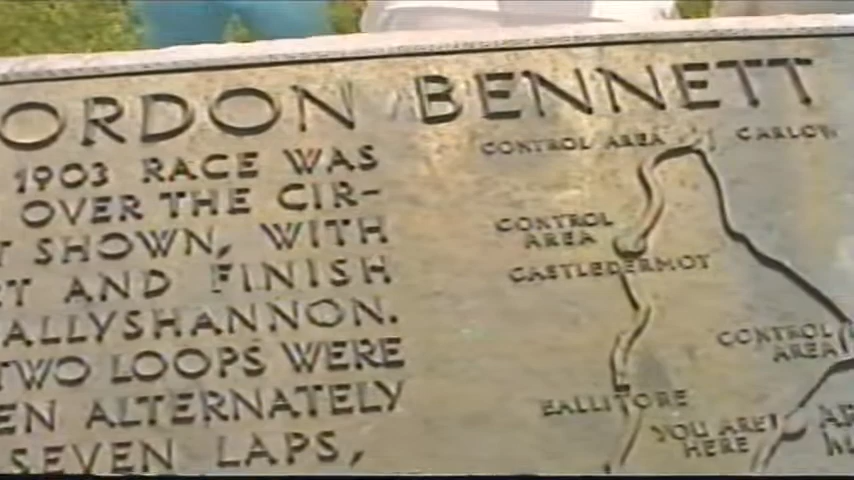 ORDON BENNETT
1903 RACE WAS
OVER THE CIR-
T SHOWN, WITH
RT AND FINISH
ALLYSHANNON.
TWO LOOPS WERE
EN ALTERNATELY
SEVEN LAPS,
CONTROL AREA
CARLOW
CONTROL
AREA
CASTLEDERMOT
CONTROL
AREA
BALLITORE
YOU ARE
HERE